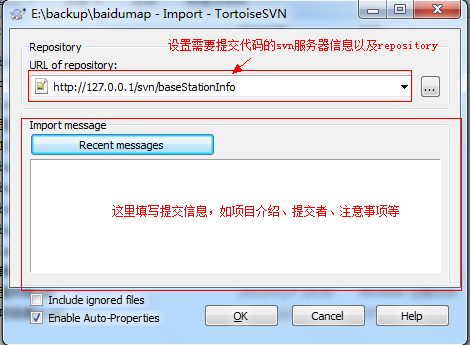 E:\backup\baidumap - Import - TortoiseSVN
Repository
设置需要提交代码的svn服务器信息以及repository
URL of repository:
http://127.0.0.1/svn/baseStationInfo
...
Import message
Recent messages
这里填写提交信息，如项目介绍、提交者、注意事项等
Include ignored files
Enable Auto-Properties
OK
Cancel
Help